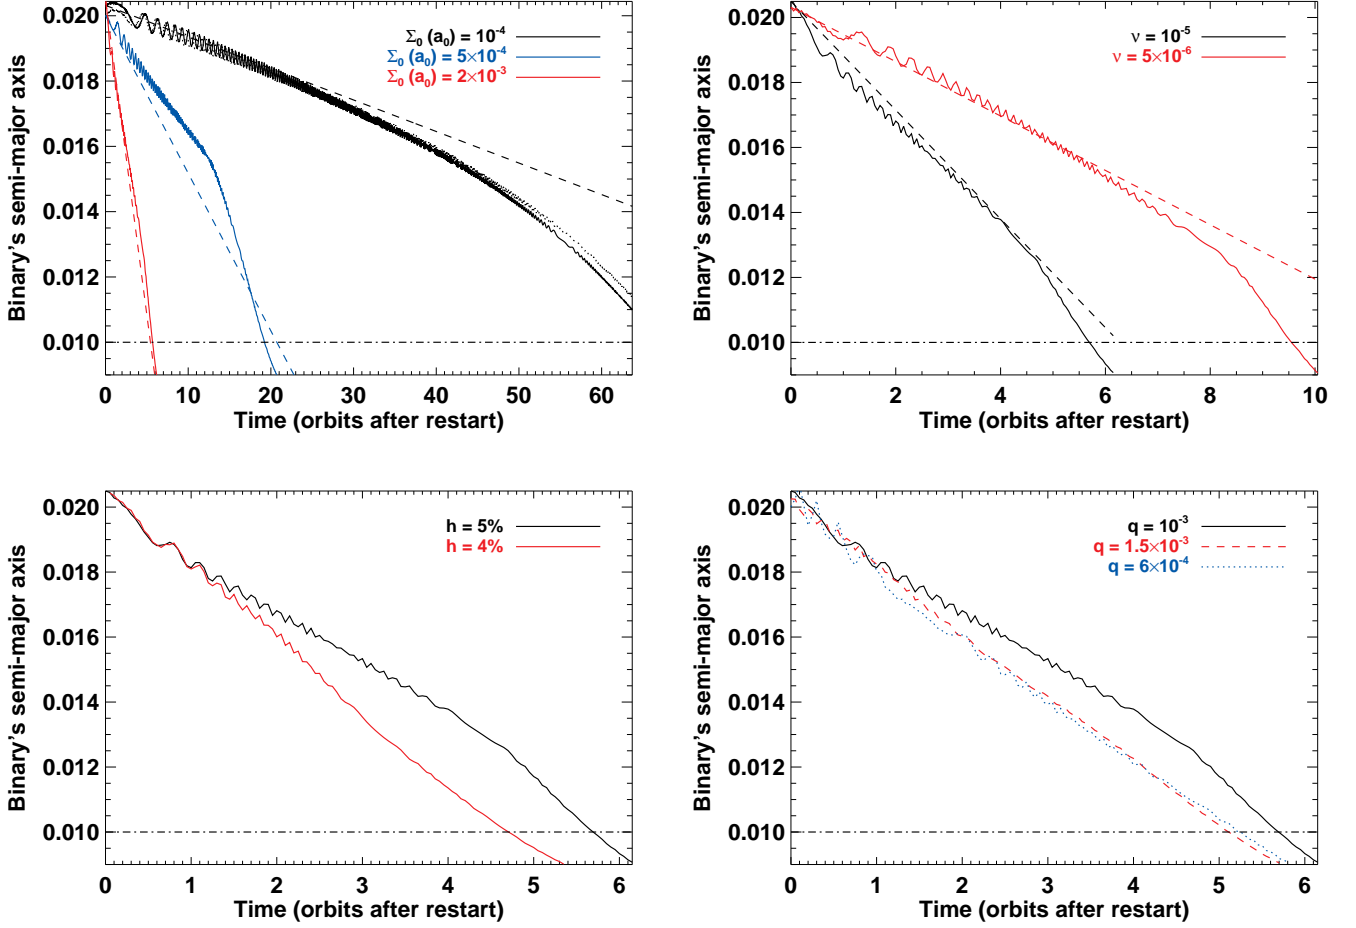 Binary's semi-major axis
0.020
0.018
0.016
0.014
0.012
0.010
Σ₀ (a₀) = 10⁻⁴
Σ₀ (a₀) = 5×10⁻⁴
Σ₀ (a₀) = 2×10⁻³
0 10 20 30 40 50 60
Time (orbits after restart)
Binary's semi-major axis
0.020
0.018
0.016
0.014
0.012
0.010
ν = 10⁻⁵
ν = 5×10⁻⁶
0 2 4 6 8 10
Time (orbits after restart)
Binary's semi-major axis
0.020
0.018
0.016
0.014
0.012
0.010
h = 5%
h = 4%
0 1 2 3 4 5 6
Time (orbits after restart)
Binary's semi-major axis
0.020
0.018
0.016
0.014
0.012
0.010
q = 10⁻³
q = 1.5×10⁻³
q = 6×10⁻⁴
0 1 2 3 4 5 6
Time (orbits after restart)